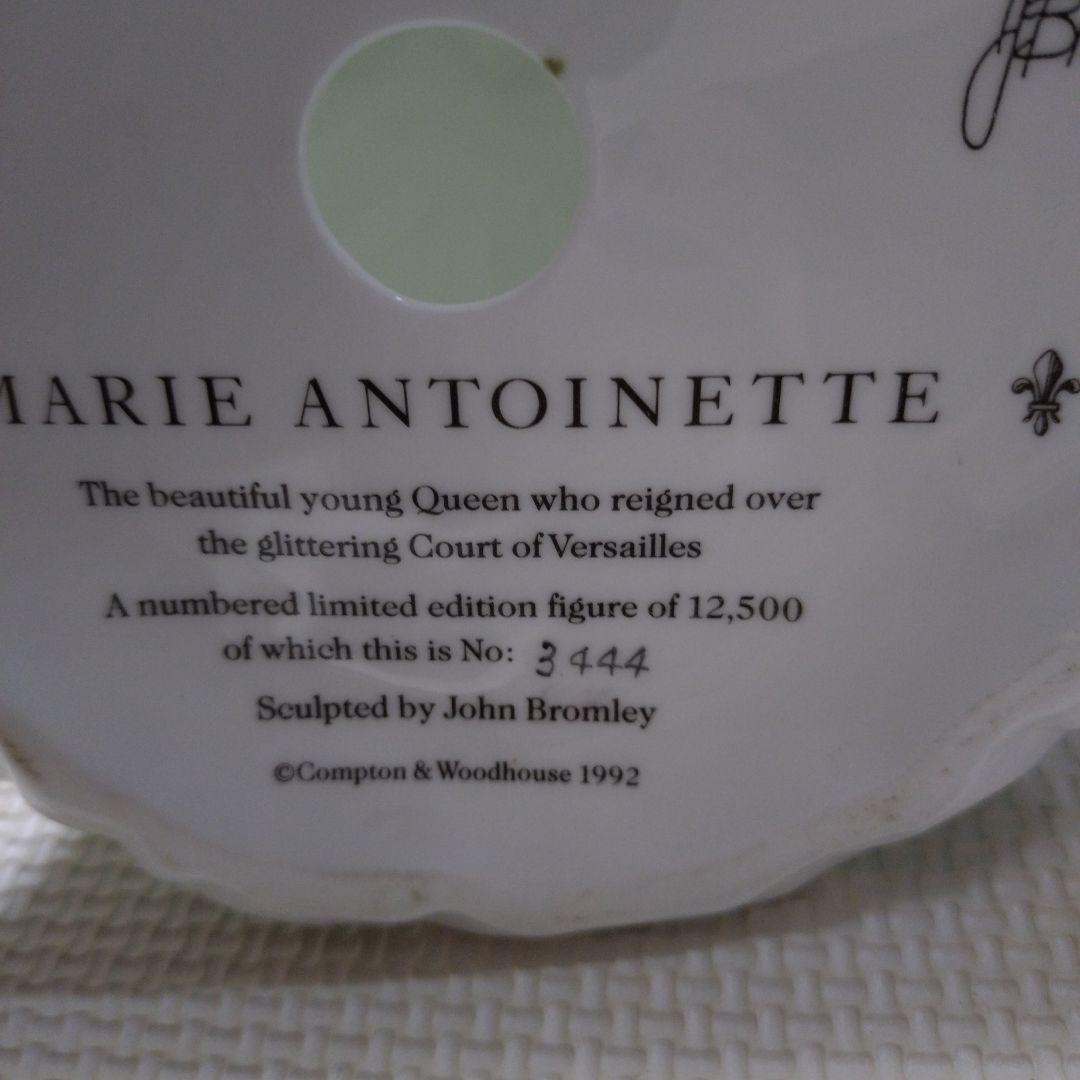 MARIE ANTOINETTE
The beautiful young Queen who reigned over
the glittering Court of Versailles
A numbered limited edition figure of 12,500
of which this is No: 3444
Sculpted by John Bromley
©Compton & Woodhouse 1992